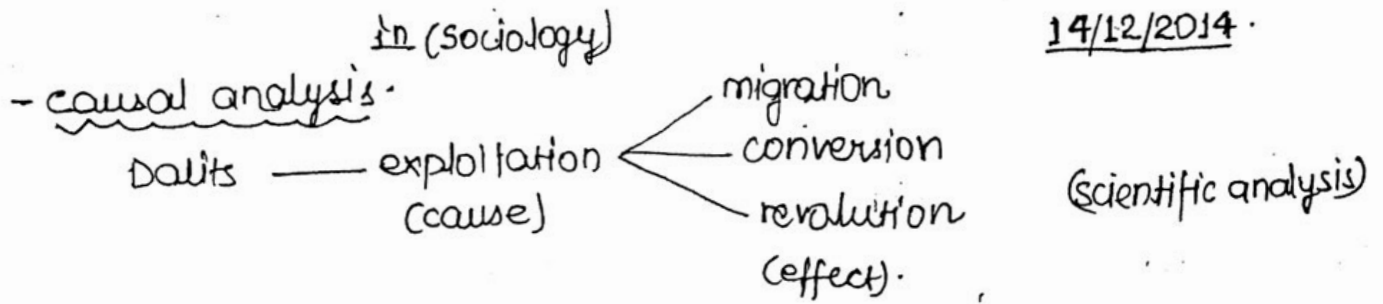 in (sociology) 14/12/2014.
- causal analysis.
migration
Dalits — exploitation conversion
(cause) revolution (scientific analysis)
(effect).